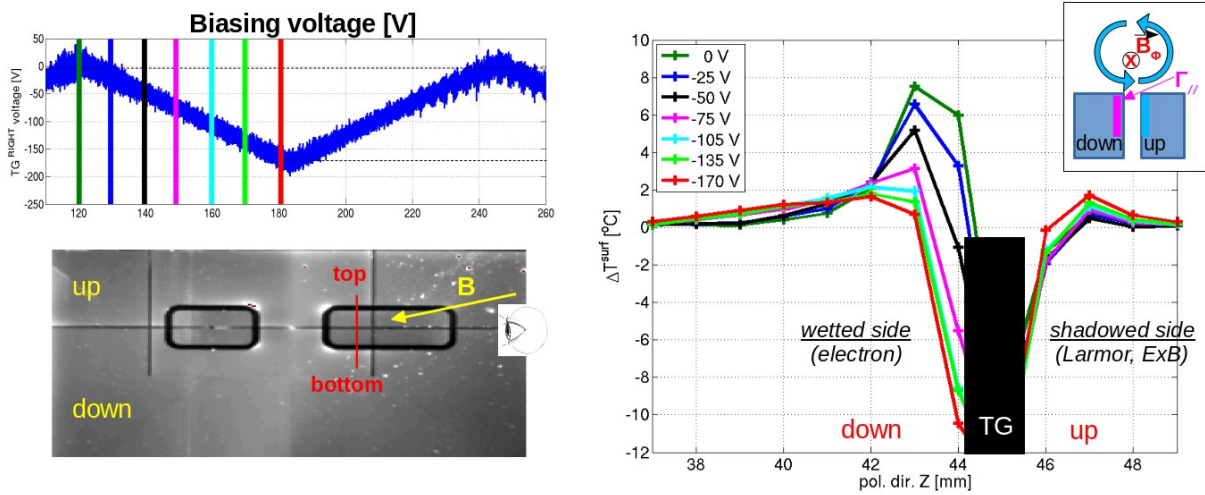 Biasing voltage [V]
TG RIGHT voltage [V]
50
0
-50
-100
-150
-200
-250
120
140
160
180
200
220
240
260
up
top
B
bottom
down
ΔT surf [ºC]
12
10
8
6
4
2
0
-2
-4
-6
-8
-10
-12
0 V
-25 V
-50 V
-75 V
-105 V
-135 V
-170 V
wetted side
(electron)
shadowed side
(Larmor, ExB)
down
TG
up
38
40
42
44
46
48
pol. dir. Z [mm]
BΦ
X
Γ//
down
up